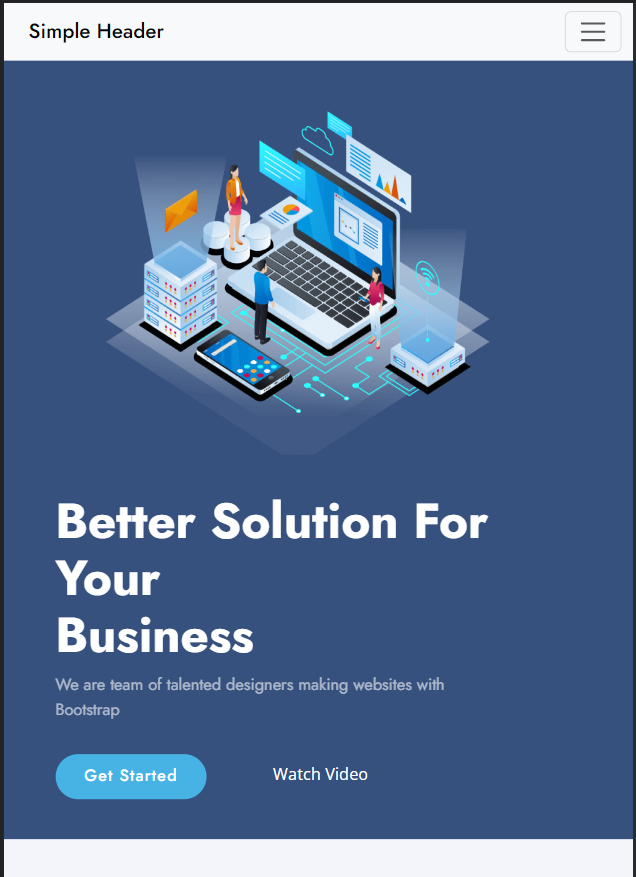 Simple Header
Better Solution For
Your
Business
We are team of talented designers making websites with
Bootstrap
Get Started
Watch Video